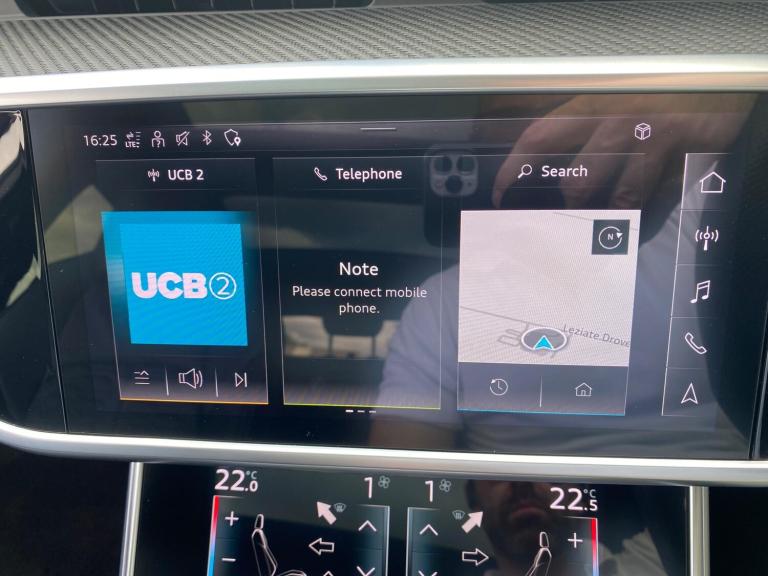 16:25 LTE
UCB 2
Telephone
Search
UCB2
Note
Please connect mobile
phone.
N
Leziate Drove
22.0 °C
1
1
22.5 °C
+
+
−